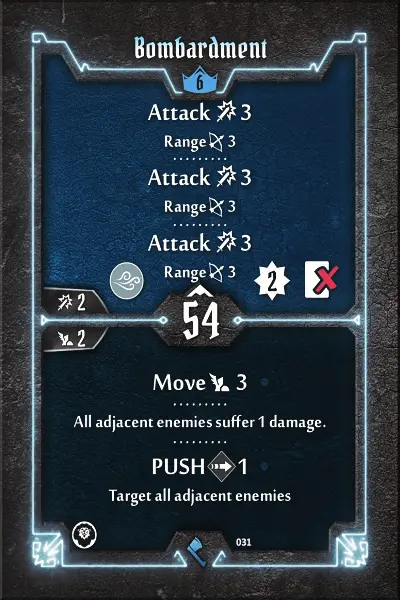 Bombardment
6
Attack 3
Range 3
Attack 3
Range 3
Attack 3
Range 3
2
2
54
2
Move 3
All adjacent enemies suffer 1 damage.
PUSH 1
Target all adjacent enemies
031